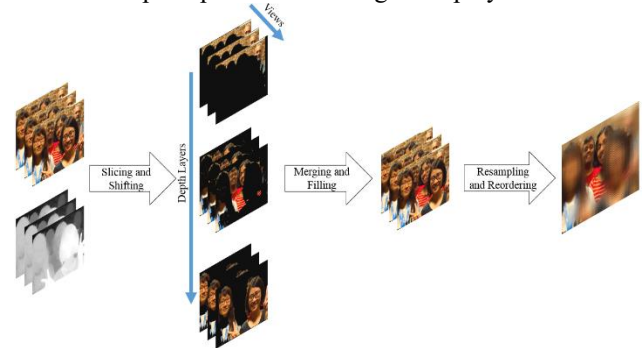 Views
Slicing and
Shifting
Depth Layers
Merging and
Filling
Resampling
and Reordering